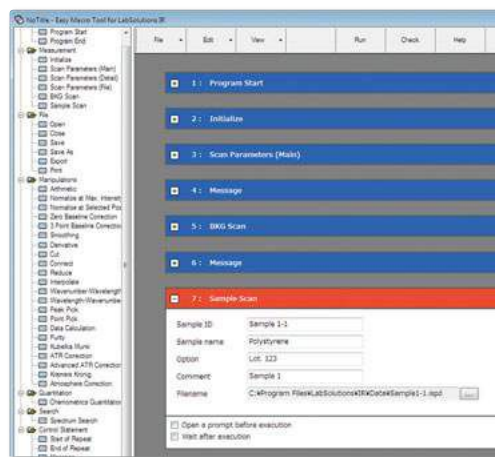 NoTitle - Easy Macro Tool for LabSolutions IR
Program Start
Program End
Measurement
Initialize
Scan Parameters (Main)
Scan Parameters (Detail)
Scan Parameters (File)
BKG Scan
Sample Scan
File
Open
Close
Save
Save As
Export
Print
Manipulations
Arithmetic
Normalize at Max. Intensity
Normalize at Selected Poi
Zero Baseline Correction
3 Point Baseline Correction
Smoothing
Derivative
Cut
Connect
Reduce
Interpolate
Wavenumber-Wavelength
Wavelength-Wavenumber
Peak Pick
Point Pick
Data Calculation
Purity
Kubelka Munk
ATR Correction
Advanced ATR Correction
Kramers Kronig
Atmosphere Correction
Quantitation
Chemometrics Quantitation
Search
Spectrum Search
Control Statement
Start of Repeat
End of Repeat
File
Edit
View
Run
Check
Help
1 : Program Start
2 : Initialize
3 : Scan Parameters (Main)
4 : Message
5 : BKG Scan
6 : Message
7 : Sample Scan
Sample ID Sample 1-1
Sample name Polystyrene
Option Lot. 123
Comment Sample 1
Filename C:¥Program Files¥LabSolutions¥IR¥Data¥Sample1-1.ispd ...
Open a prompt before execution
Wait after execution